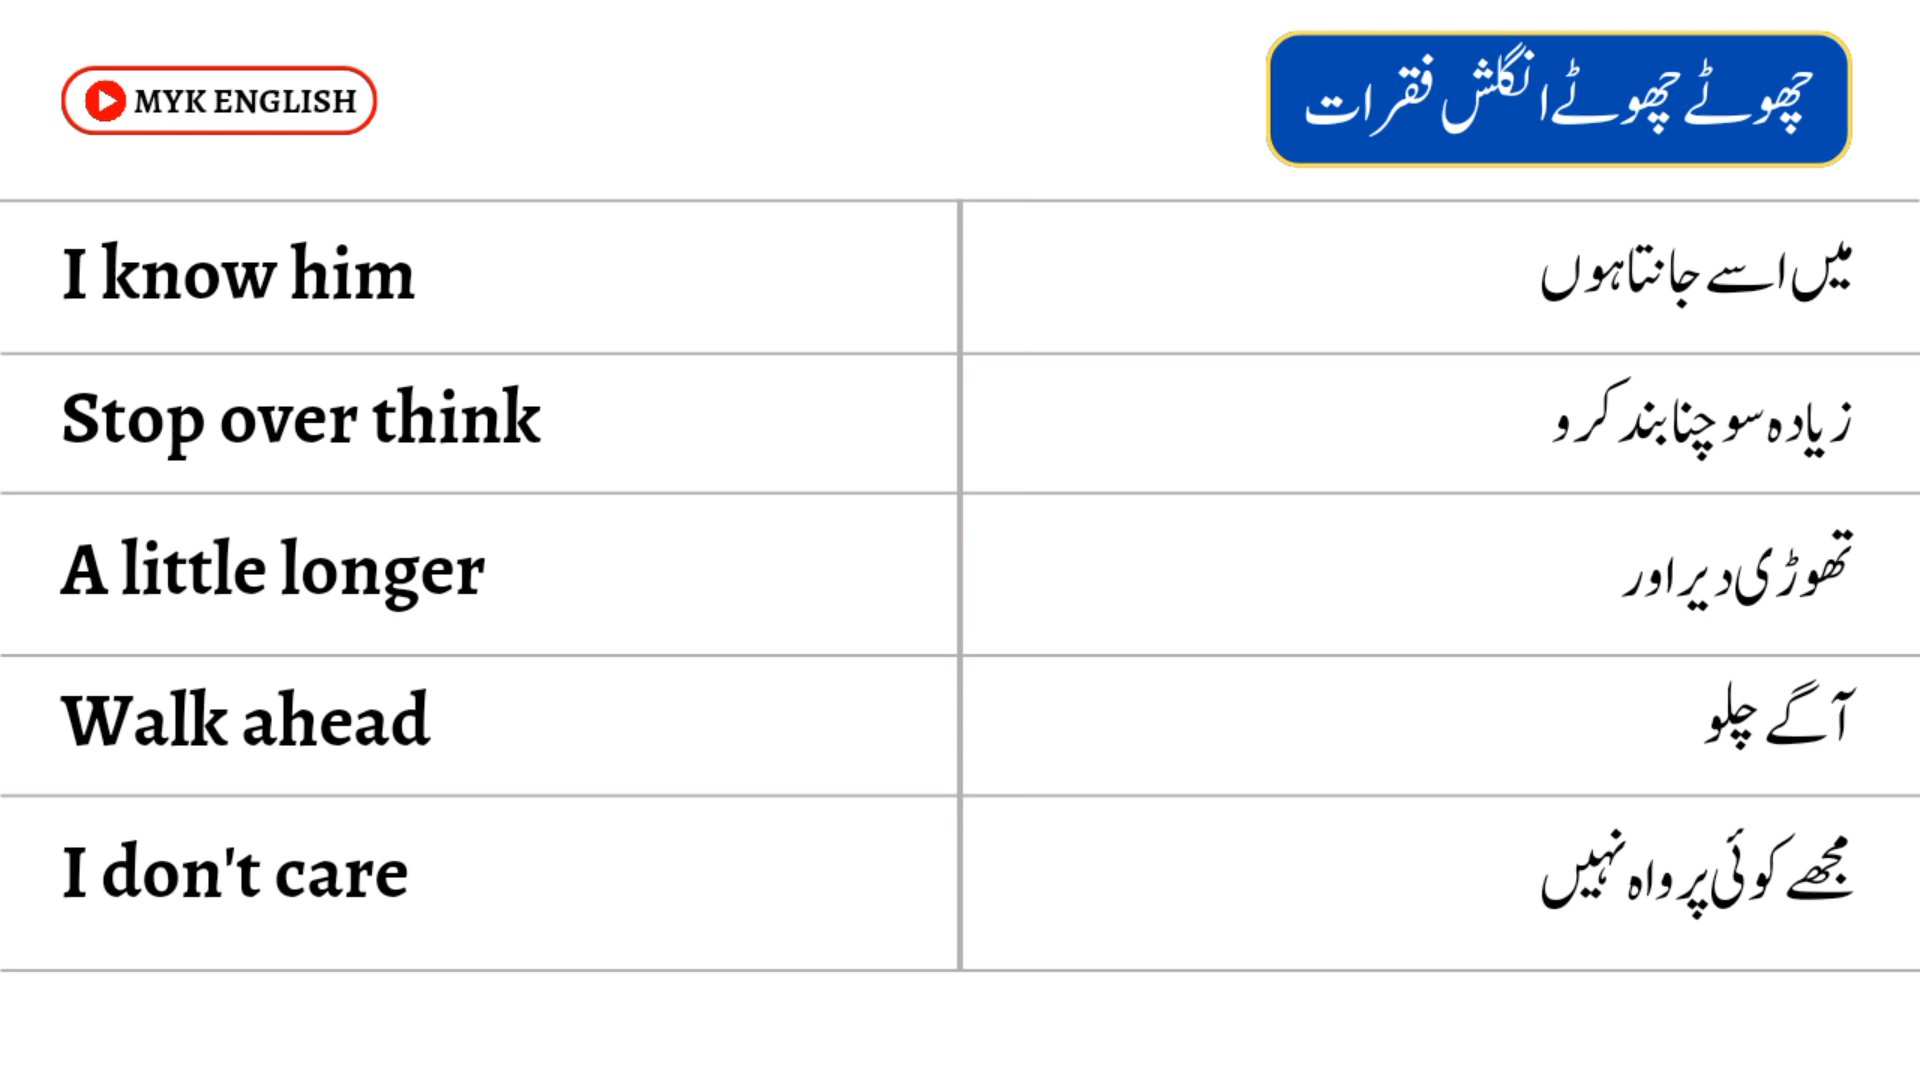 MYK ENGLISH
چھوٹے چھوٹے انگلش فقرات
I know him
میں اسے جانتا ہوں
Stop over think
زیادہ سوچنا بند کرو
A little longer
تھوڑی دیر اور
Walk ahead
آگے چلو
I don't care
مجھے کوئی پرواہ نہیں